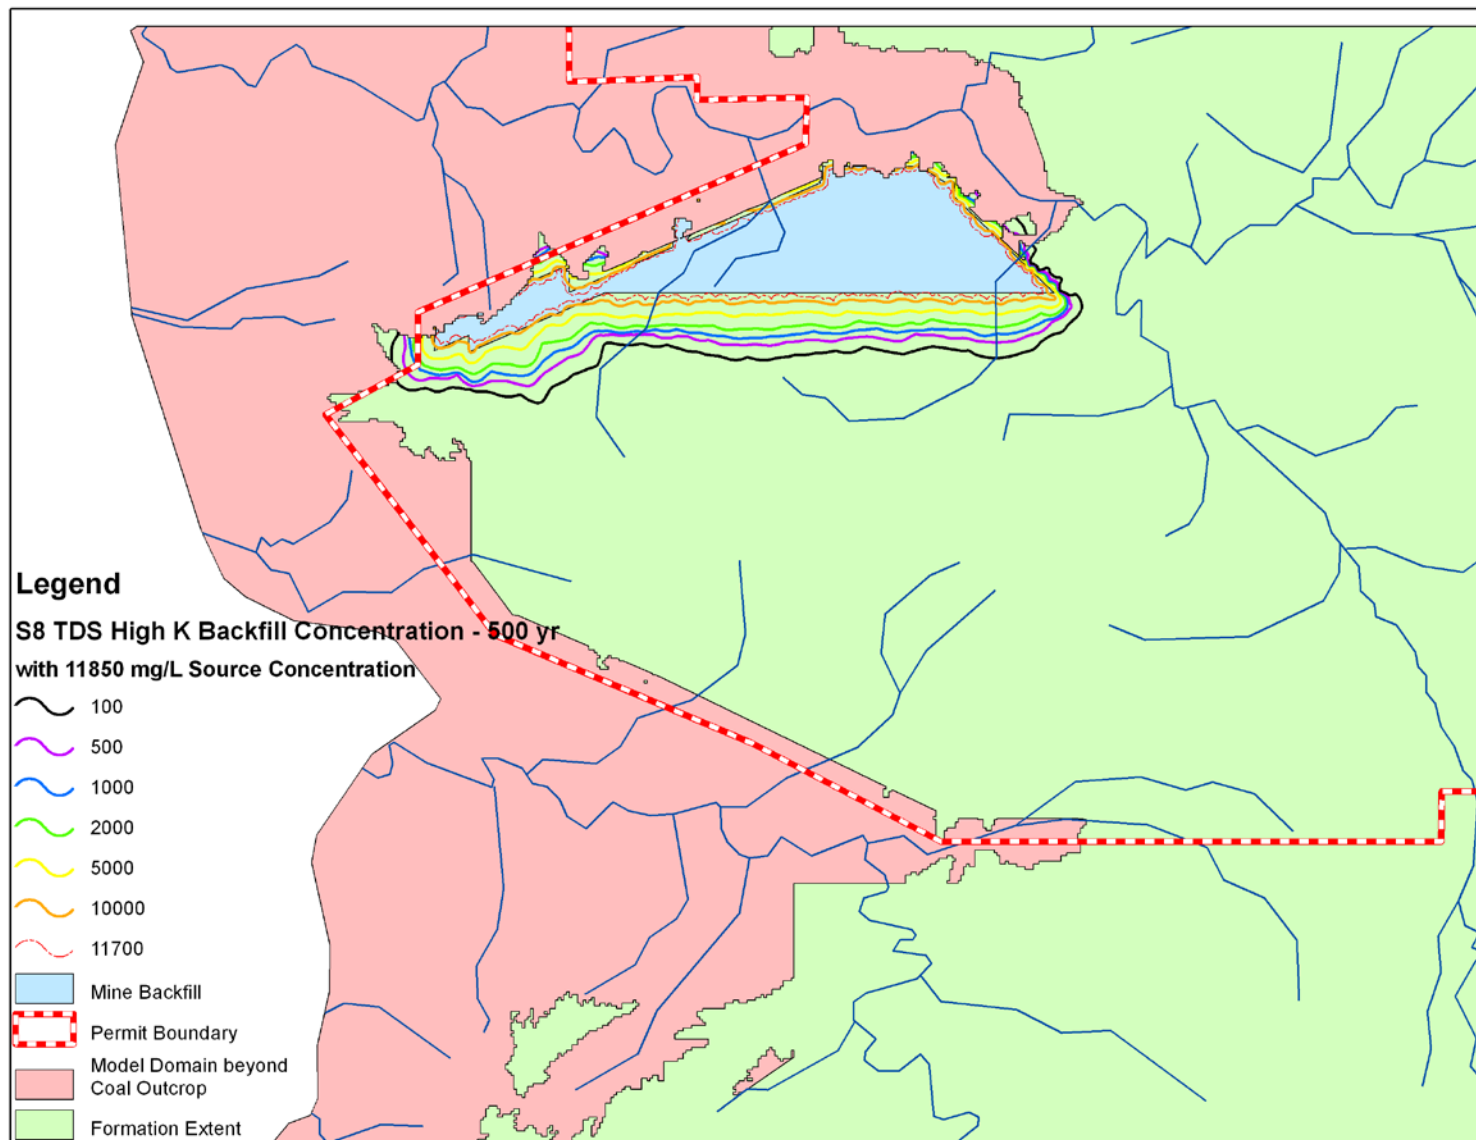 Legend
S8 TDS High K Backfill Concentration - 500 yr
with 11850 mg/L Source Concentration
100
500
1000
2000
5000
10000
11700
Mine Backfill
Permit Boundary
Model Domain beyond
Coal Outcrop
Formation Extent